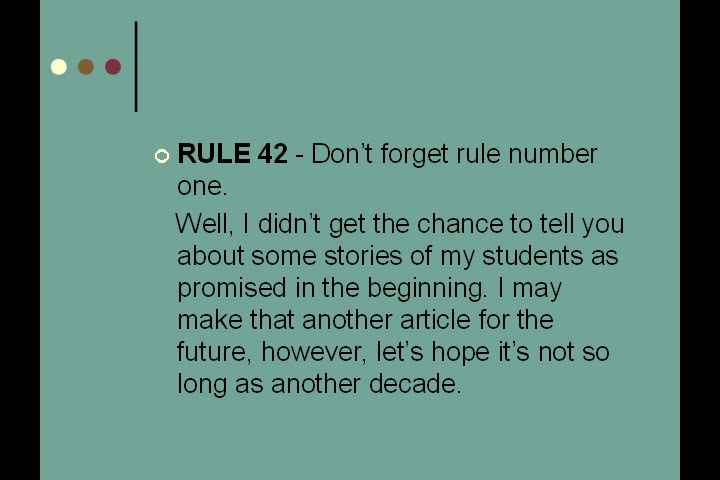 RULE 42 - Don't forget rule number
one.
Well, I didn't get the chance to tell you
about some stories of my students as
promised in the beginning. I may
make that another article for the
future, however, let's hope it's not so
long as another decade.